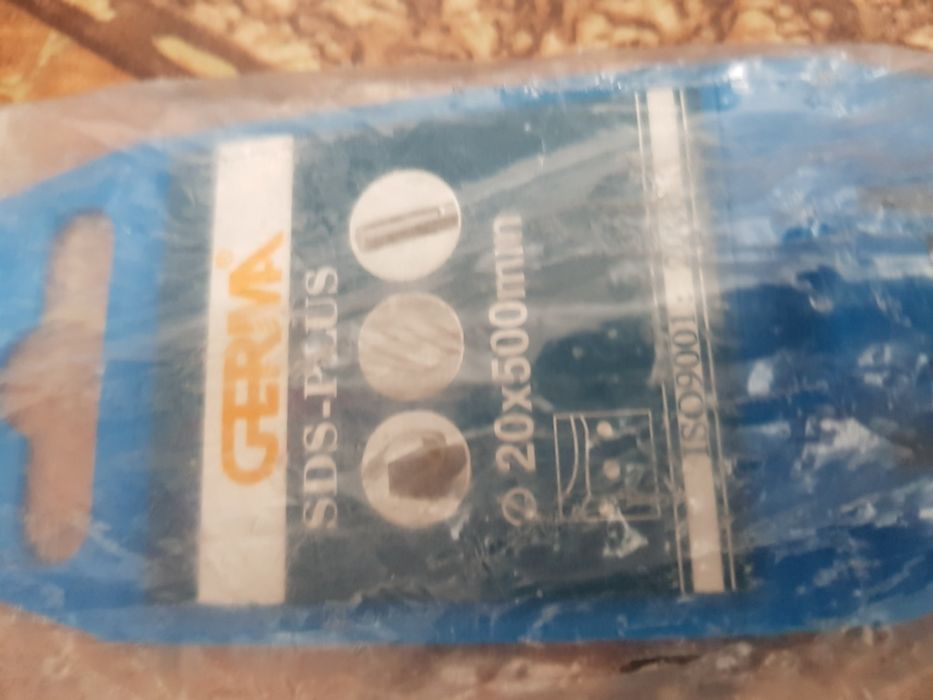 GERMA®
SDS-PLUS
Ø 20x500mm
ISO9001: